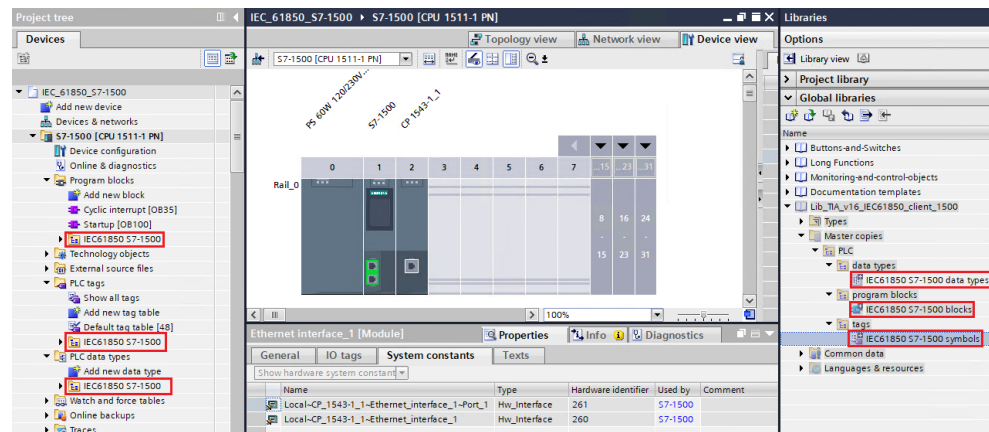 Project tree
Devices
IEC_61850_S7-1500
Add new device
Devices & networks
S7-1500 [CPU 1511-1 PN]
Device configuration
Online & diagnostics
Program blocks
Add new block
Cyclic interrupt [OB35]
Startup [OB100]
IEC61850 S7-1500
Technology objects
External source files
PLC tags
Show all tags
Add new tag table
Default tag table [48]
IEC61850 S7-1500
PLC data types
Add new data type
IEC61850 S7-1500
Watch and force tables
Online backups
Traces
IEC_61850_S7-1500 ▸ S7-1500 [CPU 1511-1 PN]
Topology view
Network view
Device view
S7-1500 [CPU 1511-1 PN]
PS 60W 120/230V...
S7-1500
CP 1543-1_1
0 1 2 3 4 5 6 7 ...15 ...23 ...31
Rail_0
8 16 24
- - -
15 23 31
100%
Ethernet interface_1 [Module]
Properties
Info
Diagnostics
General
IO tags
System constants
Texts
Show hardware system constant
Name Type Hardware identifier Used by Comment
Local~CP_1543-1_1~Ethernet_interface_1~Port_1 Hw_Interface 261 S7-1500
Local~CP_1543-1_1~Ethernet_interface_1 Hw_Interface 260 S7-1500
Libraries
Options
Library view
Project library
Global libraries
Name
Buttons-and-Switches
Long Functions
Monitoring-and-control-objects
Documentation templates
Lib_TIA_v16_IEC61850_client_1500
Types
Master copies
PLC
data types
IEC61850 S7-1500 data types
program blocks
IEC61850 S7-1500 blocks
tags
IEC61850 S7-1500 symbols
Common data
Languages & resources